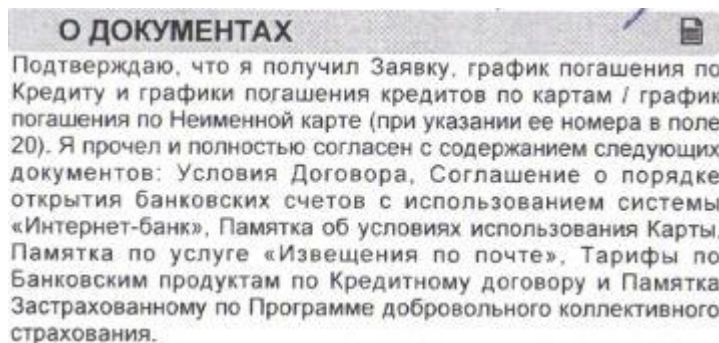 О ДОКУМЕНТАХ
Подтверждаю, что я получил Заявку, график погашения по
Кредиту и графики погашения кредитов по картам / график
погашения по Неименной карте (при указании ее номера в поле
20). Я прочел и полностью согласен с содержанием следующих
документов: Условия Договора, Соглашение о порядке
открытия банковских счетов с использованием системы
«Интернет-банк», Памятка об условиях использования Карты,
Памятка по услуге «Извещения по почте», Тарифы по
Банковским продуктам по Кредитному договору и Памятка
Застрахованному по Программе добровольного коллективного
страхования.